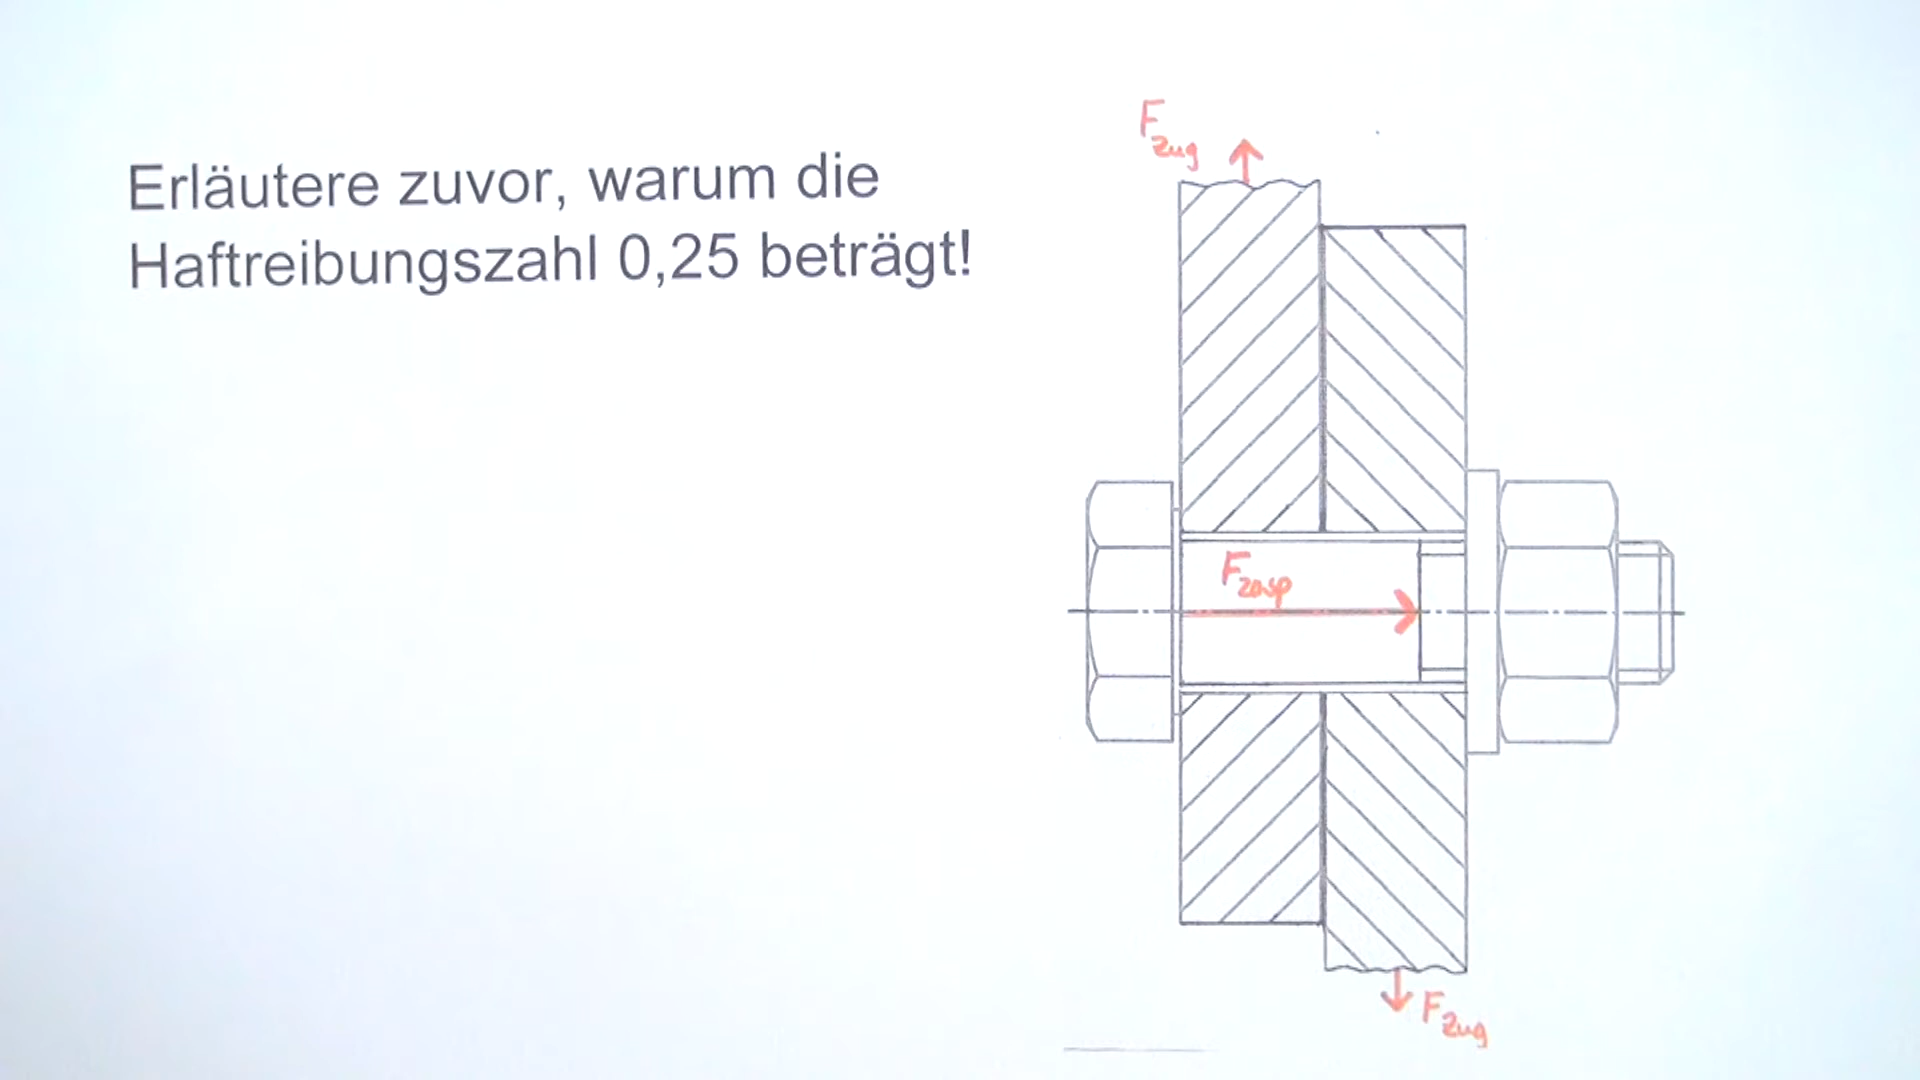 Erläutere zuvor, warum die
Haftreibungszahl 0,25 beträgt!
F zug
F zusp
F zug